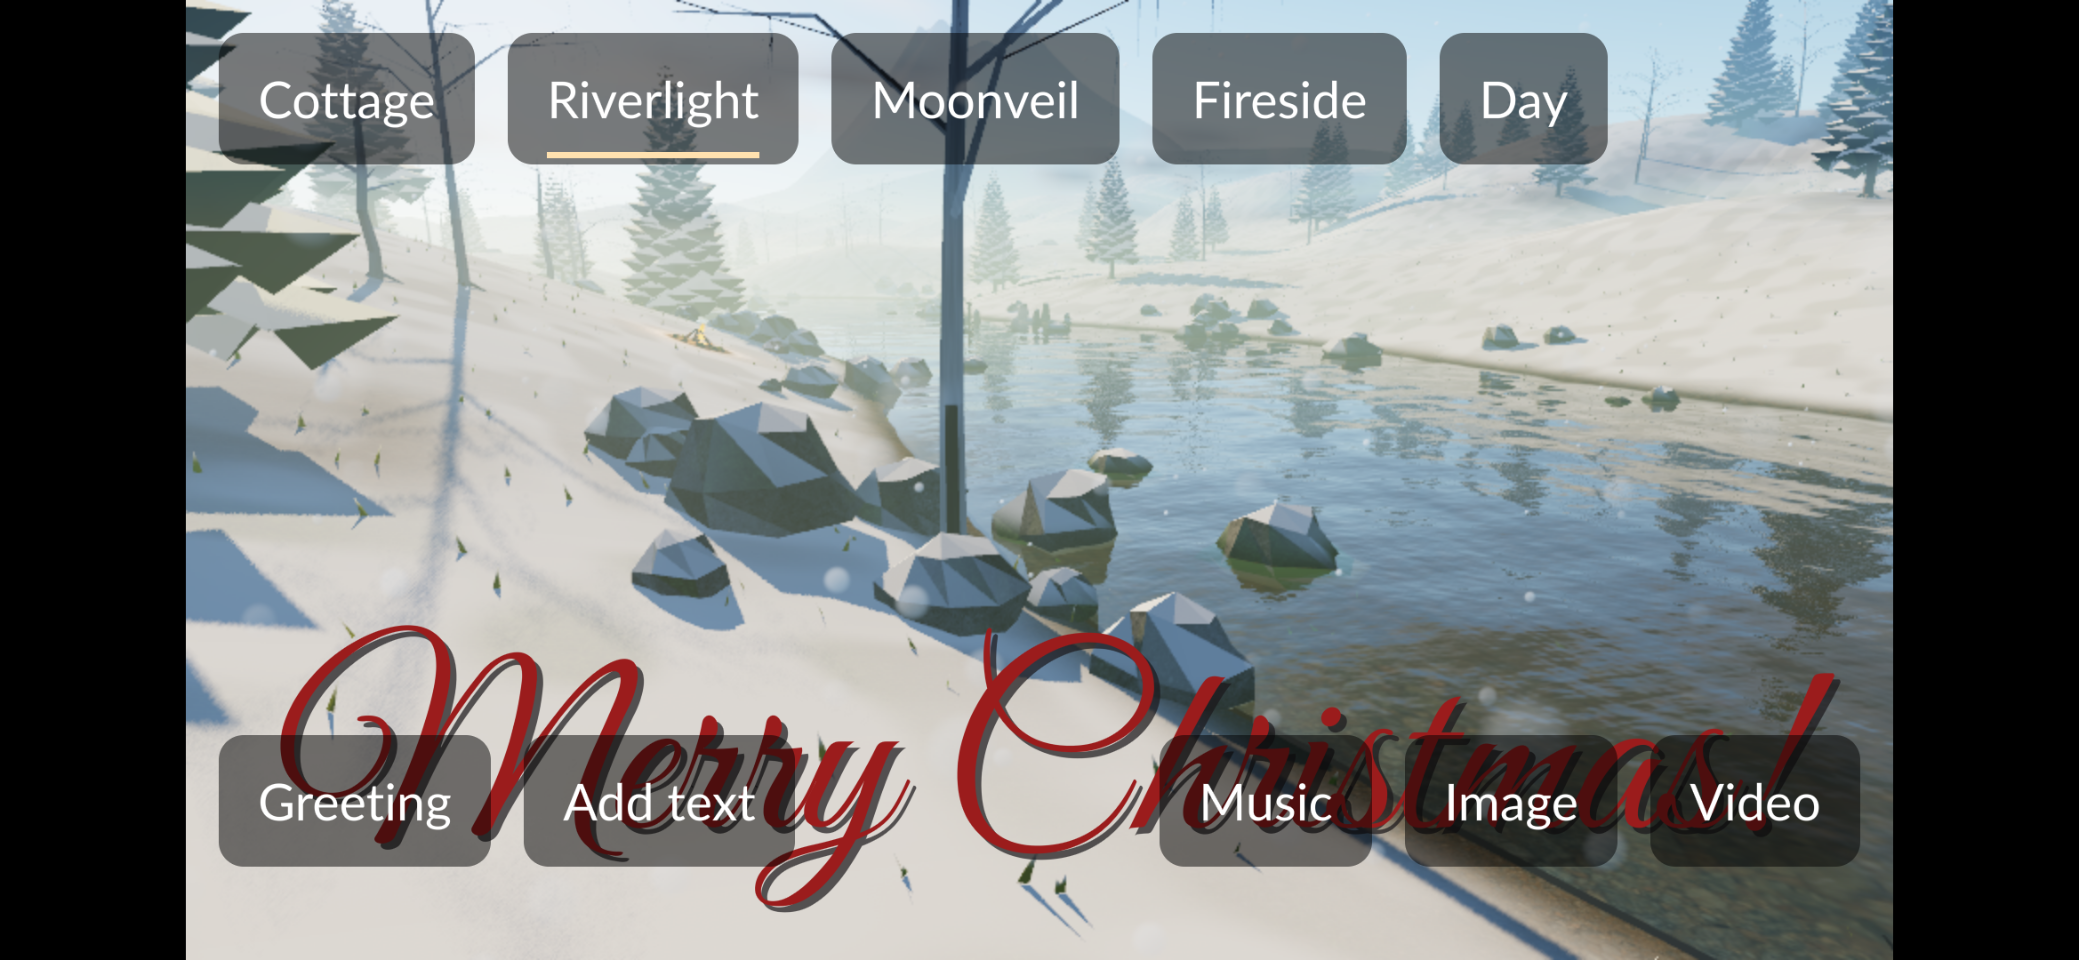 Cottage Riverlight Moonveil Fireside Day
Merry Christmas!
Greeting Add text Music Image Video